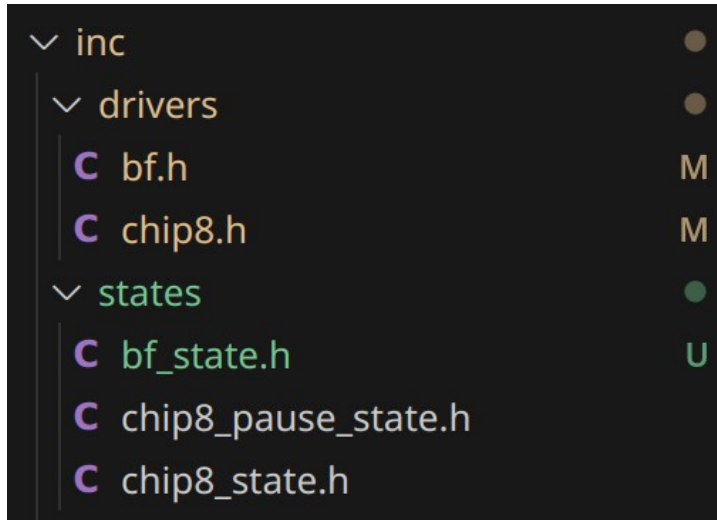 inc
drivers
C bf.h M
C chip8.h M
states
C bf_state.h U
C chip8_pause_state.h
C chip8_state.h